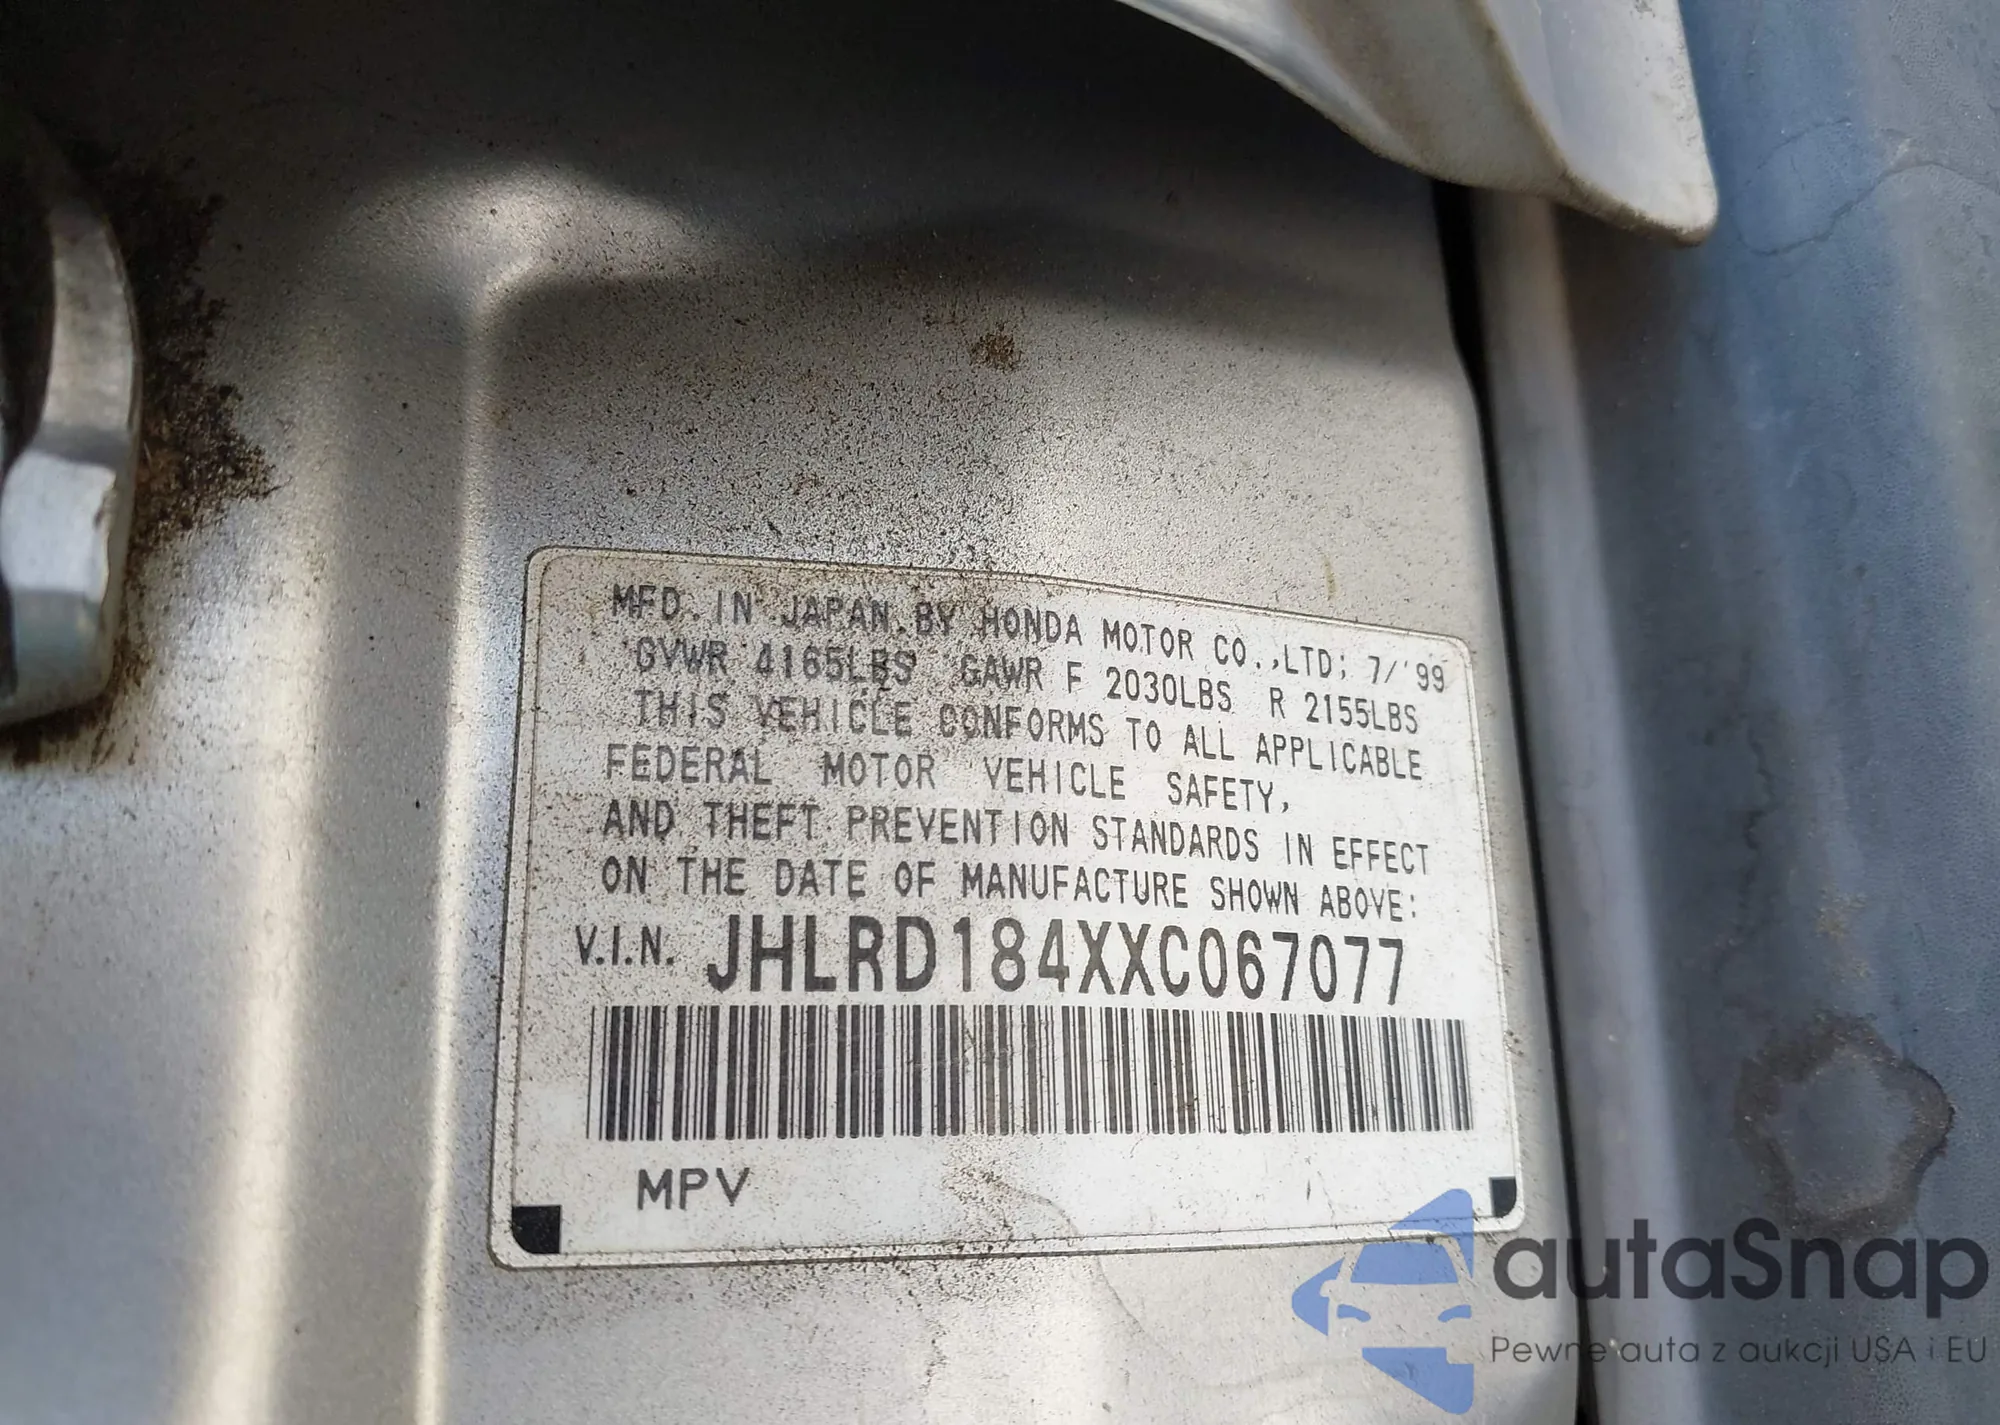 MFD. IN JAPAN. BY HONDA MOTOR CO.,LTD; 7/'99
GVWR 4165LBS GAWR F 2030LBS R 2155LBS
THIS VEHICLE CONFORMS TO ALL APPLICABLE
FEDERAL MOTOR VEHICLE SAFETY,
AND THEFT PREVENTION STANDARDS IN EFFECT
ON THE DATE OF MANUFACTURE SHOWN ABOVE:
V.I.N. JHLRD184XXC067077
MPV
autaSnap
Pewne auta z aukcji USA i EU